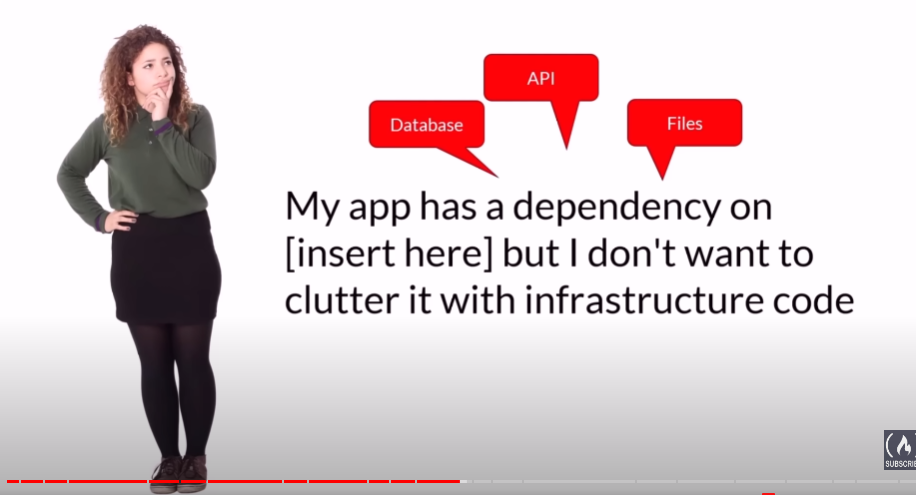 API
Database
Files
My app has a dependency on
[insert here] but I don't want to
clutter it with infrastructure code
SUBSCRIBE